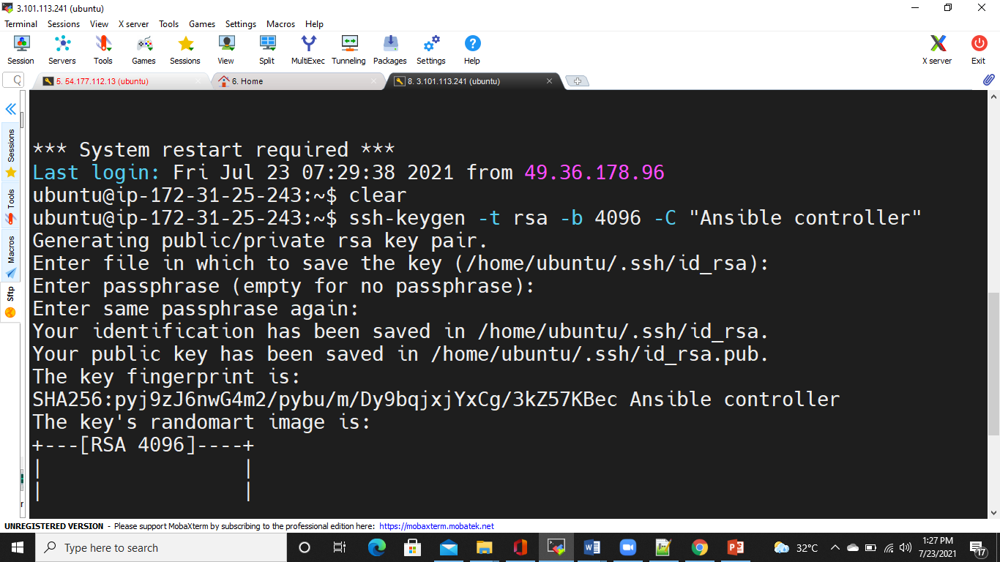 3.101.113.241 (ubuntu)
Terminal Sessions View X server Tools Games Settings Macros Help
Session Servers Tools Games Sessions View Split MultiExec Tunneling Packages Settings Help X server Exit
5. 54.177.112.13 (ubuntu) 6. Home 8. 3.101.113.241 (ubuntu)
Sessions
Tools
Macros
Sftp
*** System restart required ***
Last login: Fri Jul 23 07:29:38 2021 from 49.36.178.96
ubuntu@ip-172-31-25-243:~$ clear
ubuntu@ip-172-31-25-243:~$ ssh-keygen -t rsa -b 4096 -C "Ansible controller"
Generating public/private rsa key pair.
Enter file in which to save the key (/home/ubuntu/.ssh/id_rsa):
Enter passphrase (empty for no passphrase):
Enter same passphrase again:
Your identification has been saved in /home/ubuntu/.ssh/id_rsa.
Your public key has been saved in /home/ubuntu/.ssh/id_rsa.pub.
The key fingerprint is:
SHA256:pyj9zJ6nwG4m2/pybu/m/Dy9bqjxjYxCg/3kZ57KBec Ansible controller
The key's randomart image is:
+---[RSA 4096]----+
|                 |
|                 |
UNREGISTERED VERSION - Please support MobaXterm by subscribing to the professional edition here: https://mobaxterm.mobatek.net
Type here to search
32°C
1:27 PM
7/23/2021
17